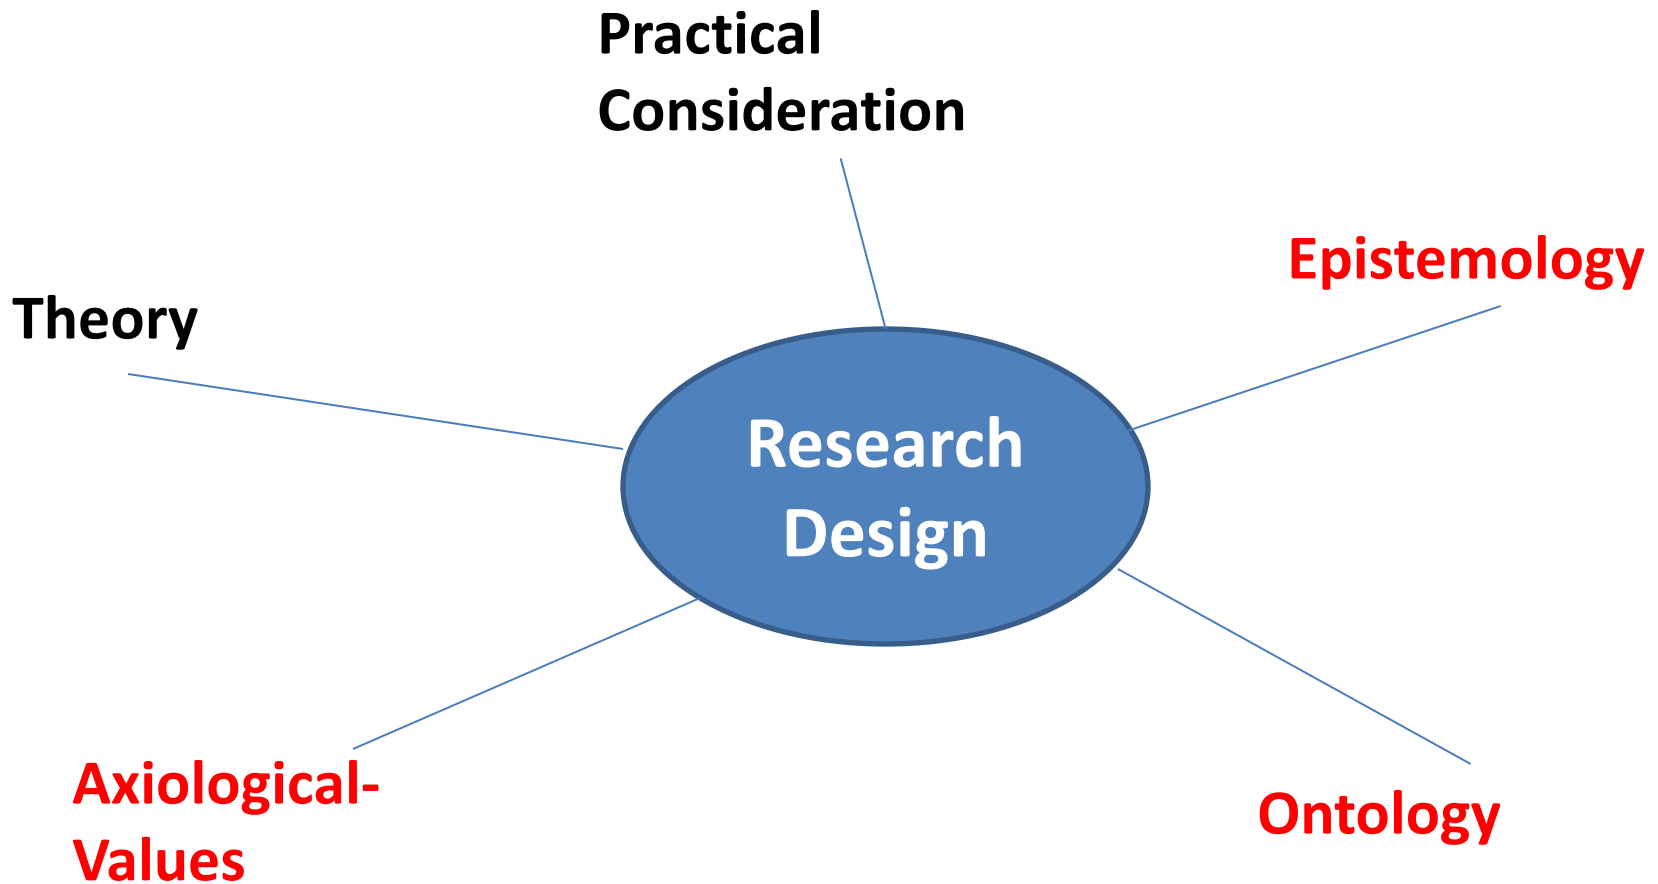 Practical
Consideration
Epistemology
Theory
Research
Design
Axiological-
Values
Ontology